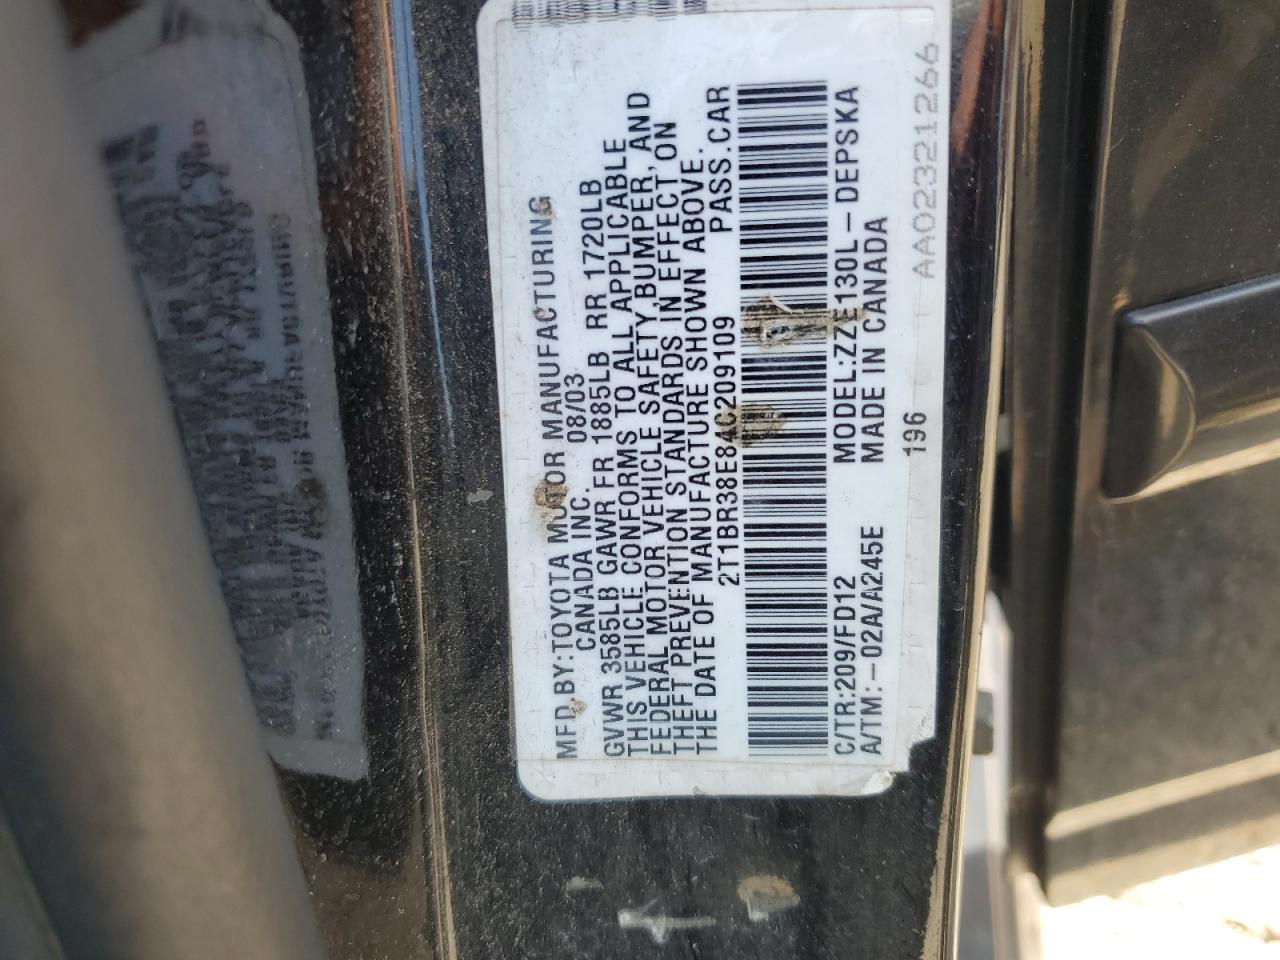 MFD.BY:TOYOTA MOTOR MANUFACTURING
CANADA INC. 08/03
GVWR 3585LB GAWR FR 1885LB RR 1720LB
THIS VEHICLE CONFORMS TO ALL APPLICABLE
FEDERAL MOTOR VEHICLE SAFETY,BUMPER, AND
THEFT PREVENTION STANDARDS IN EFFECT ON
THE DATE OF MANUFACTURE SHOWN ABOVE.
2T1BR38E84C209109 PASS.CAR
C/TR:209/FD12 MODEL:ZZE130L-DEPSKA
A/TM:-02A/A245E MADE IN CANADA
196
AA02321266